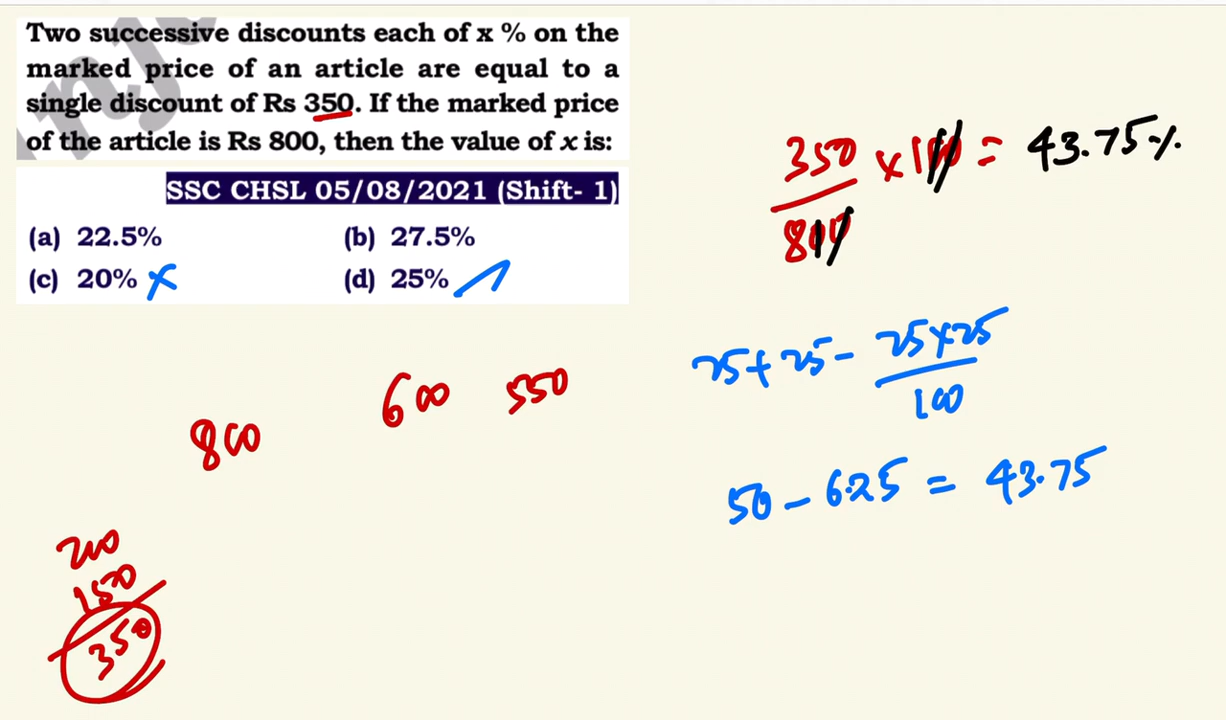 Two successive discounts each of x % on the
marked price of an article are equal to a
single discount of Rs 350. If the marked price
of the article is Rs 800, then the value of x is:
SSC CHSL 05/08/2021 (Shift- 1)
(a) 22.5% (b) 27.5%
(c) 20% (d) 25%
350/800 x 100 = 43.75%
25 + 25 - 25x25/100
50 - 6.25 = 43.75
800 600 550
200
150
350